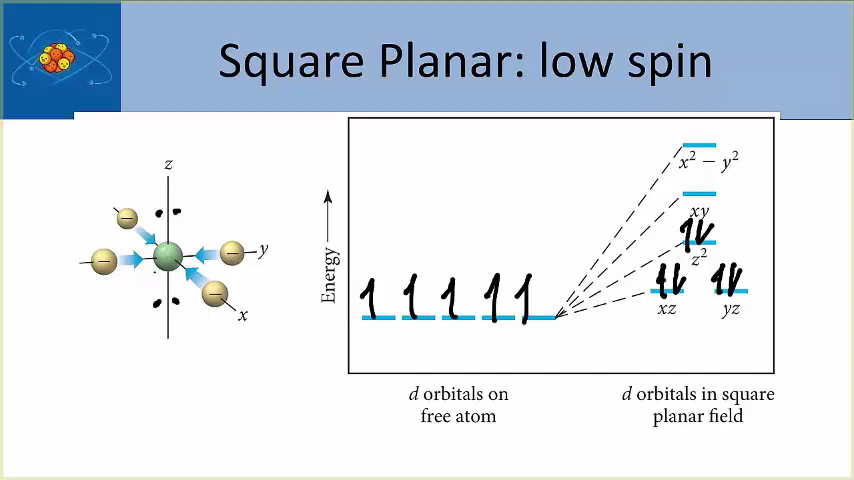 Square Planar: low spin
z
y
x
Energy
x² − y²
xy
z²
xz
yz
d orbitals on
free atom
d orbitals in square
planar field